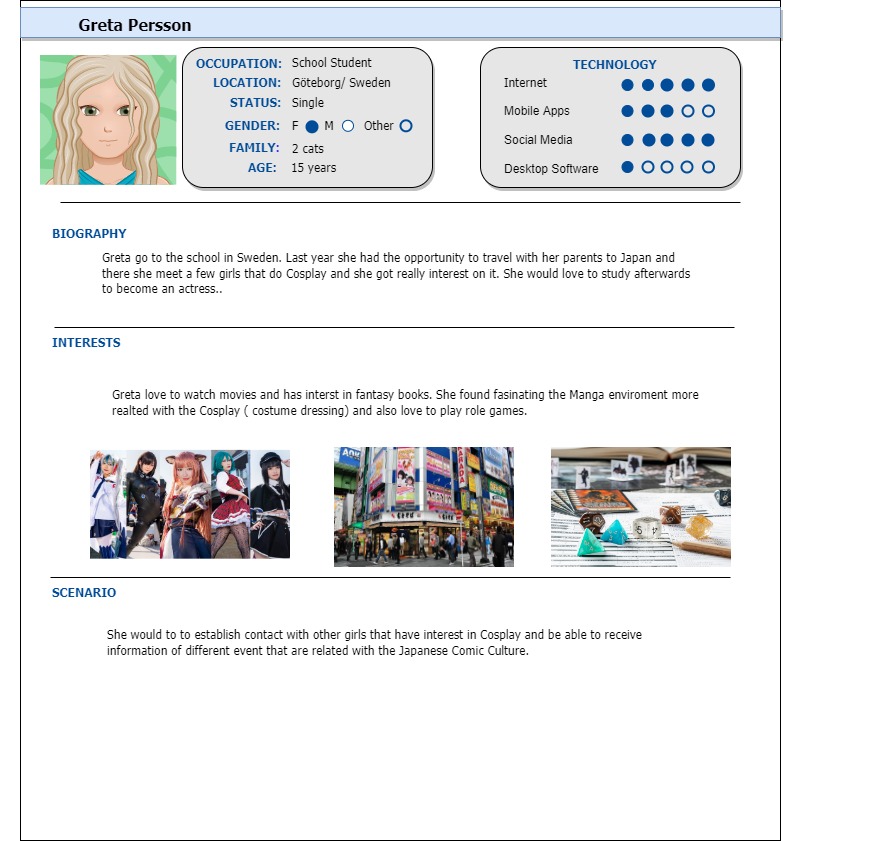 Greta Persson
OCCUPATION: School Student
LOCATION: Göteborg/ Sweden
STATUS: Single
GENDER: F M Other
FAMILY: 2 cats
AGE: 15 years
TECHNOLOGY
Internet
Mobile Apps
Social Media
Desktop Software
BIOGRAPHY
Greta go to the school in Sweden. Last year she had the opportunity to travel with her parents to Japan and
there she meet a few girls that do Cosplay and she got really interest on it. She would love to study afterwards
to become an actress..
INTERESTS
Greta love to watch movies and has interst in fantasy books. She found fasinating the Manga enviroment more
realted with the Cosplay ( costume dressing) and also love to play role games.
SCENARIO
She would to to establish contact with other girls that have interest in Cosplay and be able to receive
information of different event that are related with the Japanese Comic Culture.